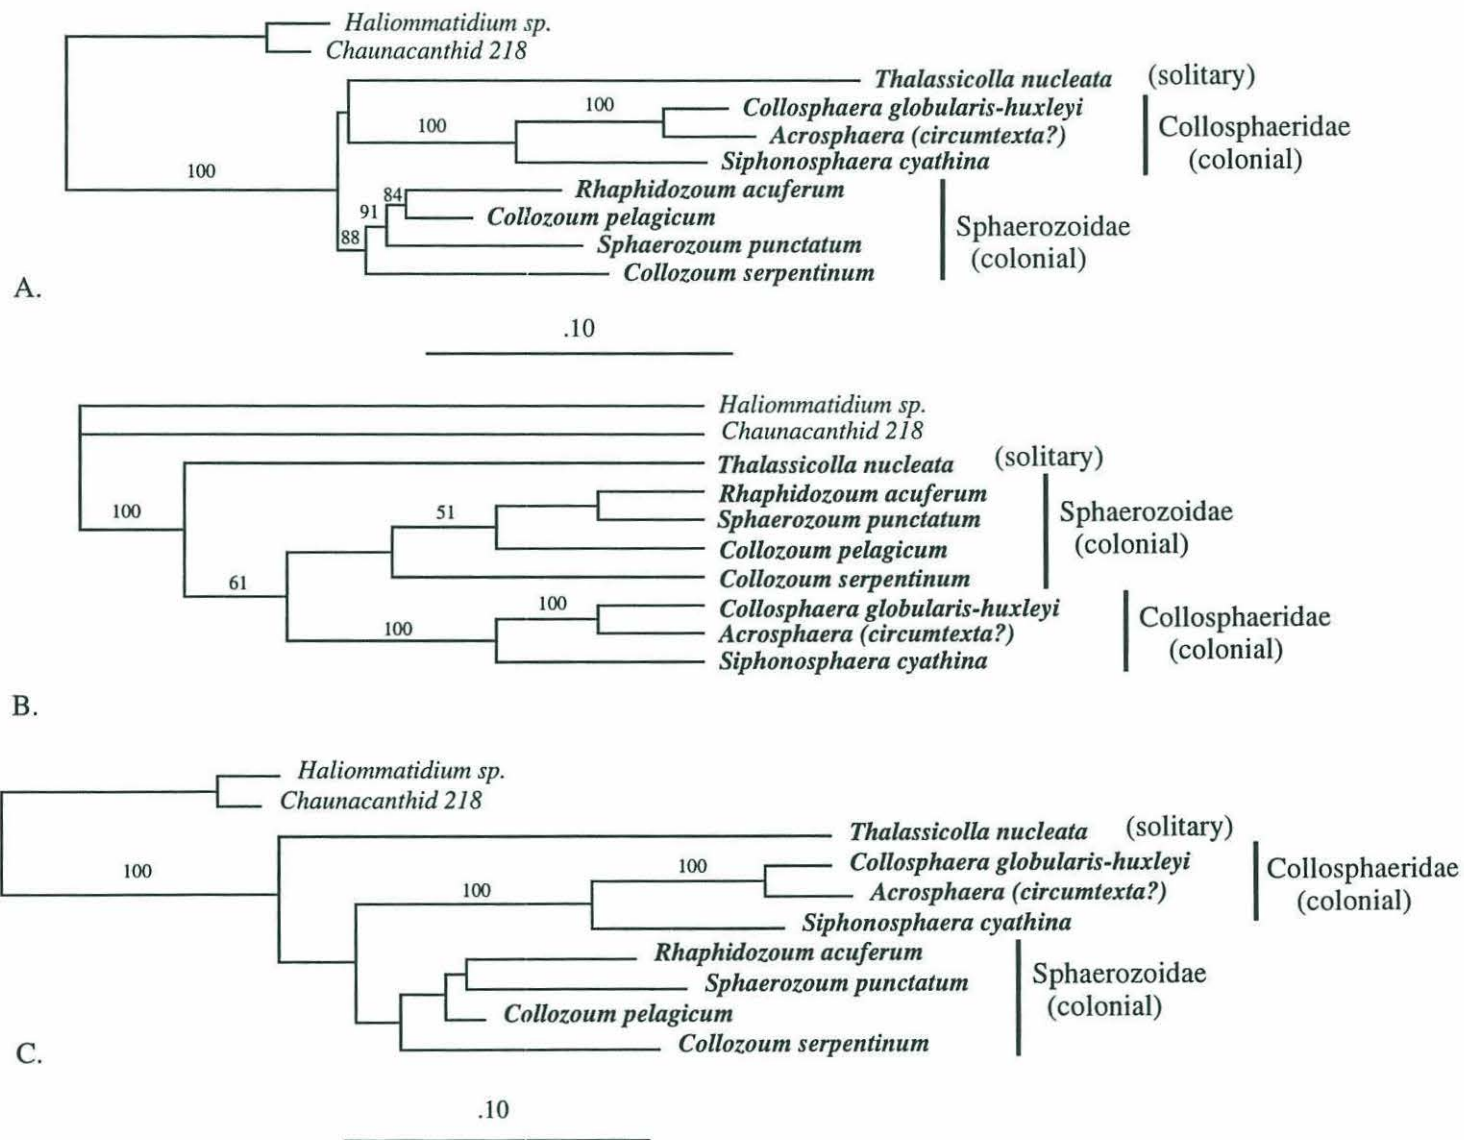 Haliommatidium sp.
Chaunacanthid 218
Thalassicolla nucleata (solitary)
100 Collosphaera globularis-huxleyi
100 Acrosphaera (circumtexta?)
Collosphaeridae
(colonial)
Siphonosphaera cyathina
100
84 Rhaphidozoum acuferum
91 Collozoum pelagicum
88 Sphaerozoum punctatum
Sphaerozoidae
(colonial)
Collozoum serpentinum
A.
.10
Haliommatidium sp.
Chaunacanthid 218
Thalassicolla nucleata (solitary)
Rhaphidozoum acuferum
100 51 Sphaerozoum punctatum
Sphaerozoidae
(colonial)
Collozoum pelagicum
61 Collozoum serpentinum
100 Collosphaera globularis-huxleyi
100 Acrosphaera (circumtexta?)
Collosphaeridae
(colonial)
Siphonosphaera cyathina
B.
Haliommatidium sp.
Chaunacanthid 218
Thalassicolla nucleata (solitary)
100 100 Collosphaera globularis-huxleyi
100 Acrosphaera (circumtexta?)
Collosphaeridae
(colonial)
Siphonosphaera cyathina
Rhaphidozoum acuferum
Sphaerozoum punctatum
Sphaerozoidae
(colonial)
Collozoum pelagicum
Collozoum serpentinum
C.
.10